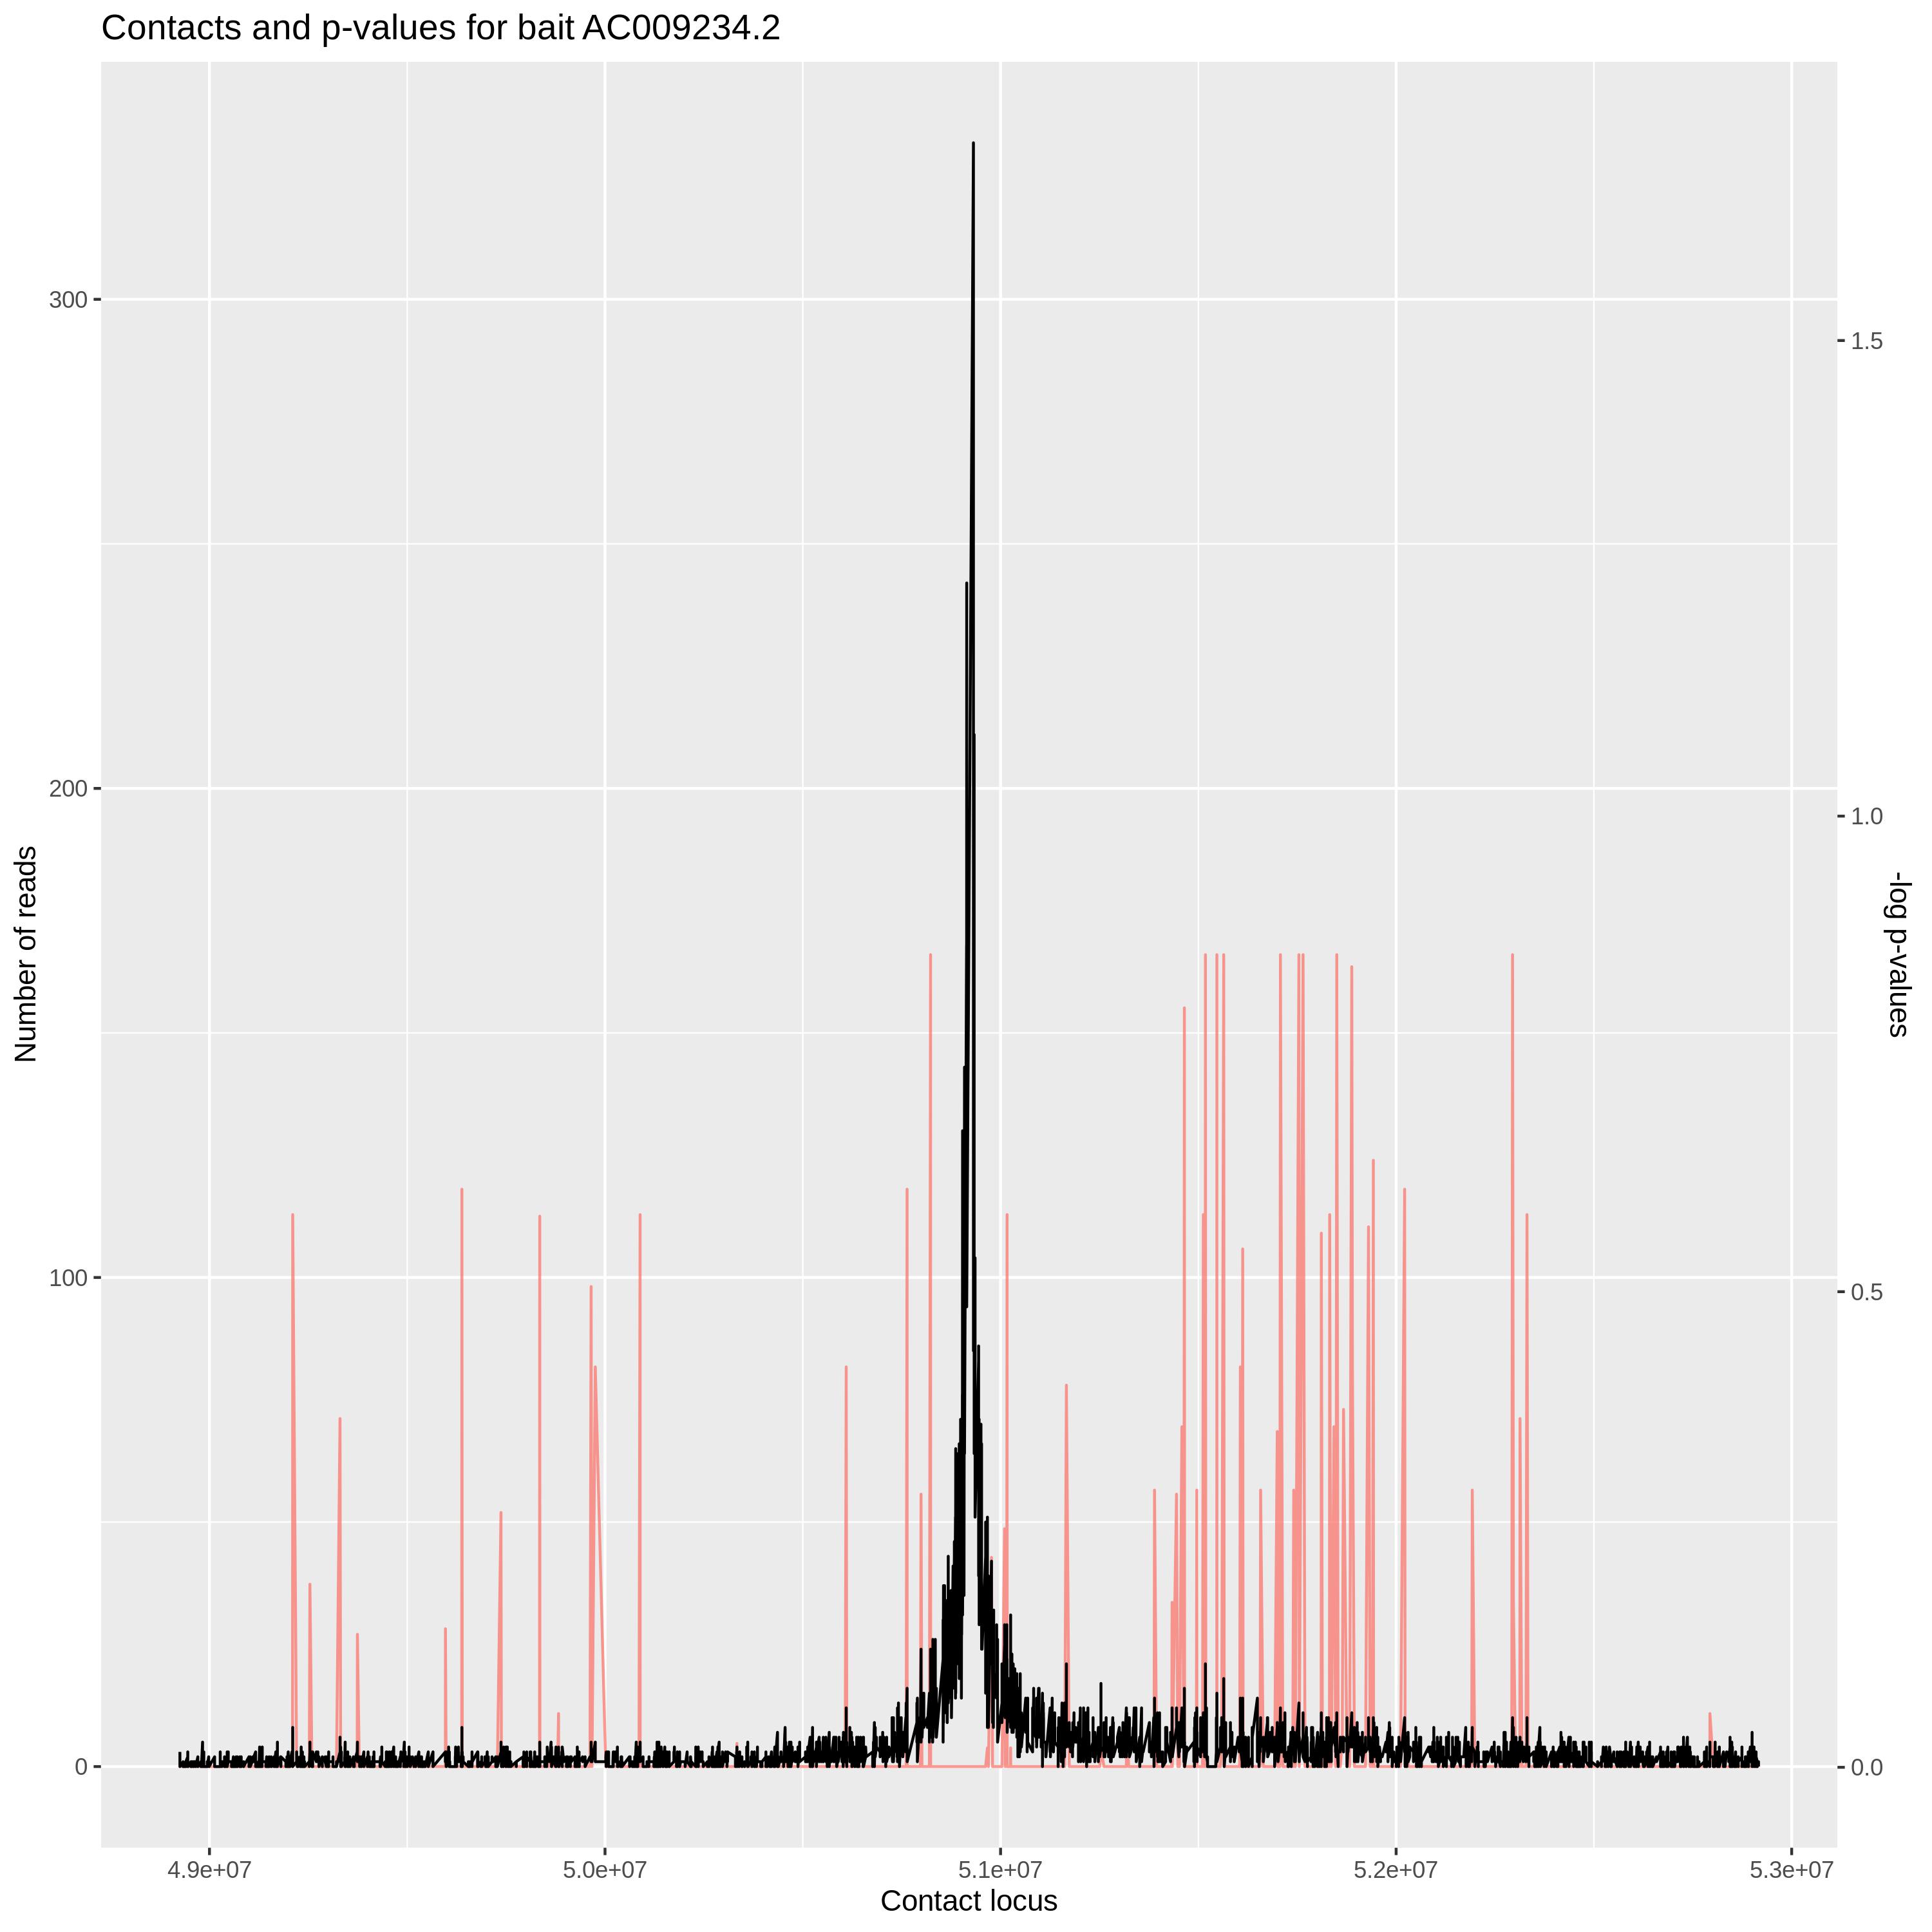 Contacts and p-values for bait AC009234.2
300
200
100
0
Number of reads
1.5
1.0
0.5
0.0
-log p-values
4.9e+07
5.0e+07
5.1e+07
5.2e+07
5.3e+07
Contact locus